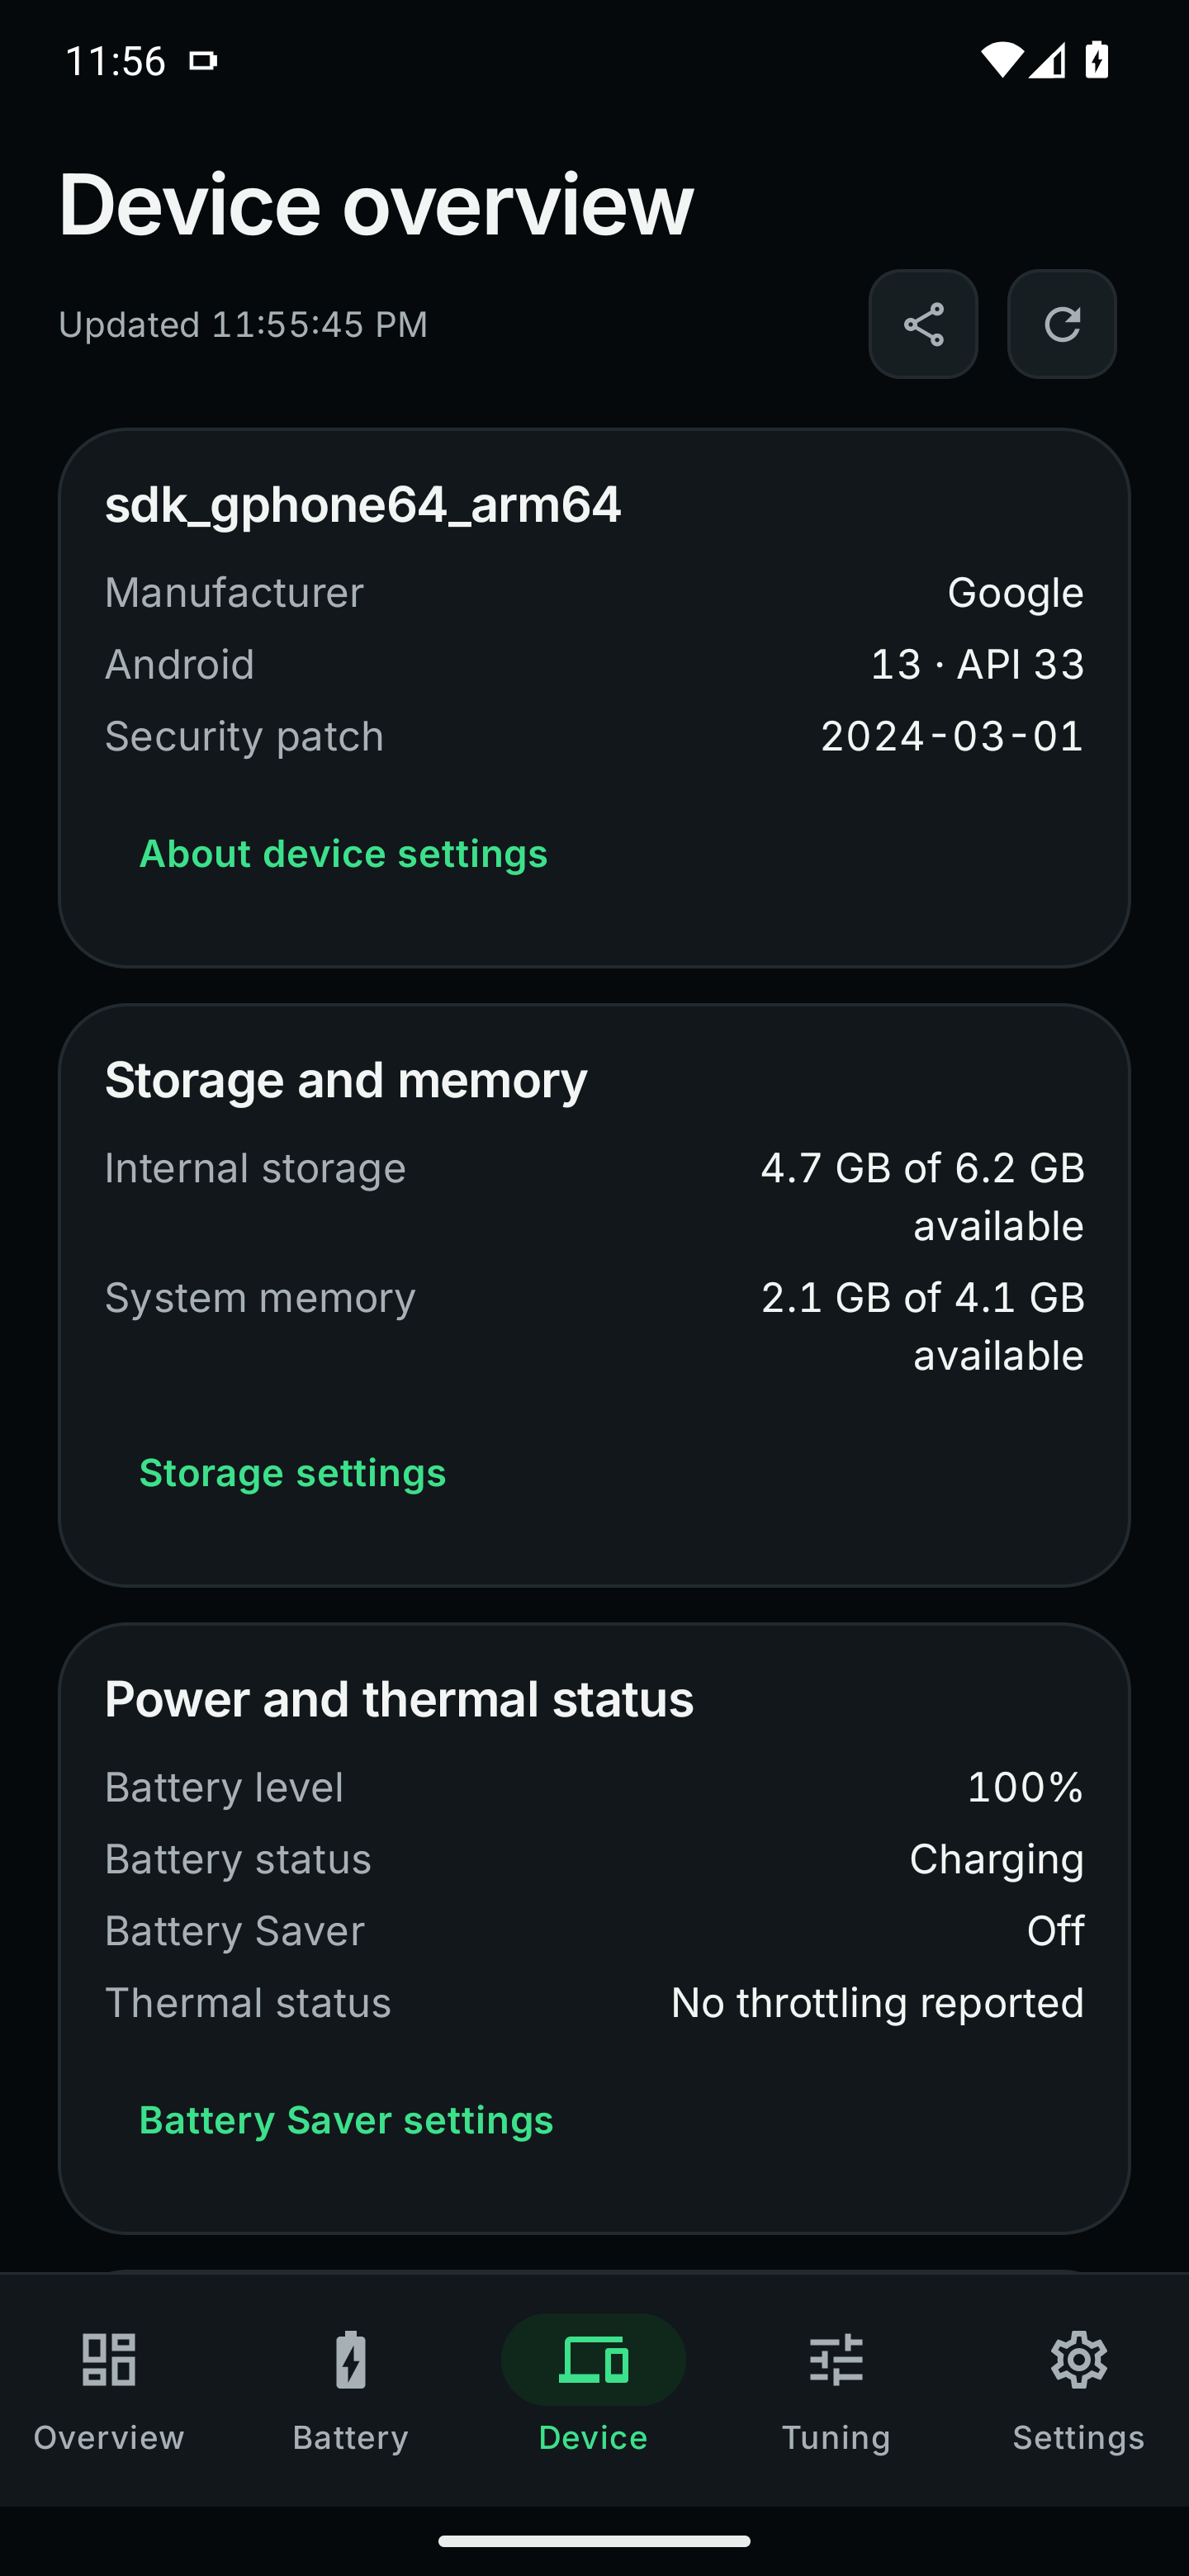 11:56
Device overview
Updated 11:55:45 PM
sdk_gphone64_arm64
Manufacturer Google
Android 13 · API 33
Security patch 2024-03-01
About device settings
Storage and memory
Internal storage 4.7 GB of 6.2 GB
available
System memory 2.1 GB of 4.1 GB
available
Storage settings
Power and thermal status
Battery level 100%
Battery status Charging
Battery Saver Off
Thermal status No throttling reported
Battery Saver settings
Overview Battery Device Tuning Settings